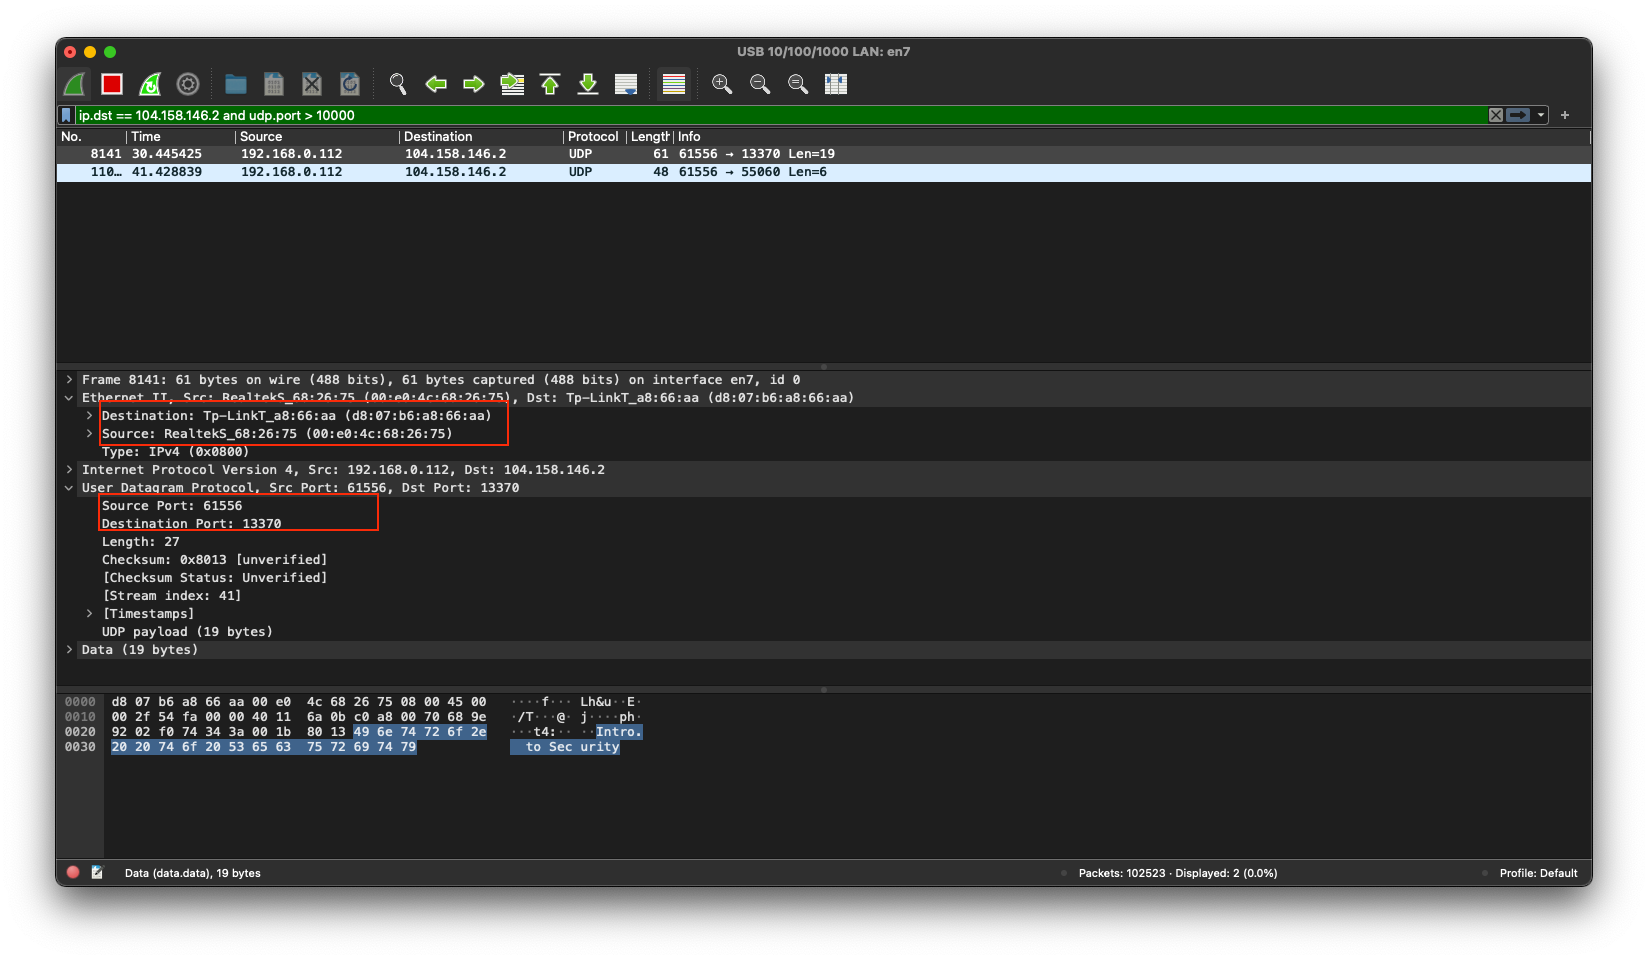 USB 10/100/1000 LAN: en7
ip.dst == 104.158.146.2 and udp.port > 10000
No. Time Source Destination Protocol Length Info
8141 30.445425 192.168.0.112 104.158.146.2 UDP 61 61556 → 13370 Len=19
110… 41.428839 192.168.0.112 104.158.146.2 UDP 48 61556 → 55060 Len=6
Frame 8141: 61 bytes on wire (488 bits), 61 bytes captured (488 bits) on interface en7, id 0
Ethernet II, Src: RealtekS_68:26:75 (00:e0:4c:68:26:75), Dst: Tp-LinkT_a8:66:aa (d8:07:b6:a8:66:aa)
Destination: Tp-LinkT_a8:66:aa (d8:07:b6:a8:66:aa)
Source: RealtekS_68:26:75 (00:e0:4c:68:26:75)
Type: IPv4 (0x0800)
Internet Protocol Version 4, Src: 192.168.0.112, Dst: 104.158.146.2
User Datagram Protocol, Src Port: 61556, Dst Port: 13370
Source Port: 61556
Destination Port: 13370
Length: 27
Checksum: 0x8013 [unverified]
[Checksum Status: Unverified]
[Stream index: 41]
[Timestamps]
UDP payload (19 bytes)
Data (19 bytes)
0000 d8 07 b6 a8 66 aa 00 e0 4c 68 26 75 08 00 45 00 ····f··· Lh&u··E·
0010 00 2f 54 fa 00 00 40 11 6a 0b c0 a8 00 70 68 9e ·/T···@· j····ph·
0020 92 02 f0 74 34 3a 00 1b 80 13 49 6e 74 72 6f 2e ···t4:·· ··Intro.
0030 20 20 74 6f 20 53 65 63 75 72 69 74 79 to Sec urity
Data (data.data), 19 bytes
Packets: 102523 · Displayed: 2 (0.0%)
Profile: Default